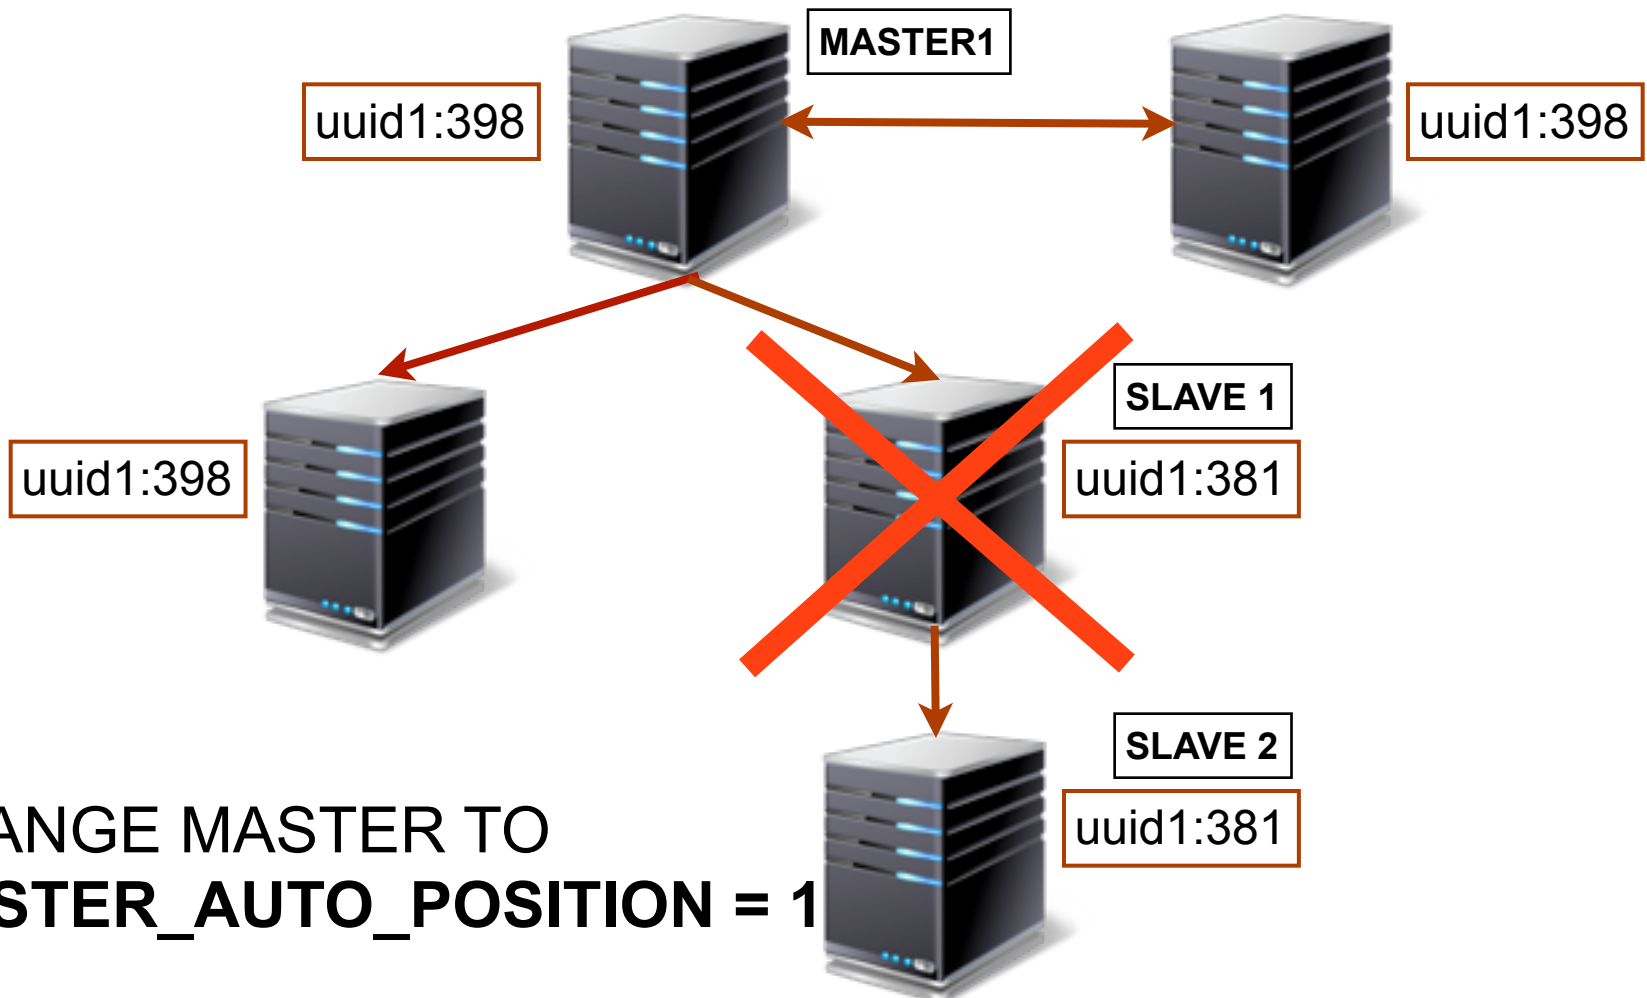 MASTER1
uuid1:398
uuid1:398
SLAVE 1
uuid1:398
uuid1:381
SLAVE 2
uuid1:381
ANGE MASTER TO
STER_AUTO_POSITION = 1